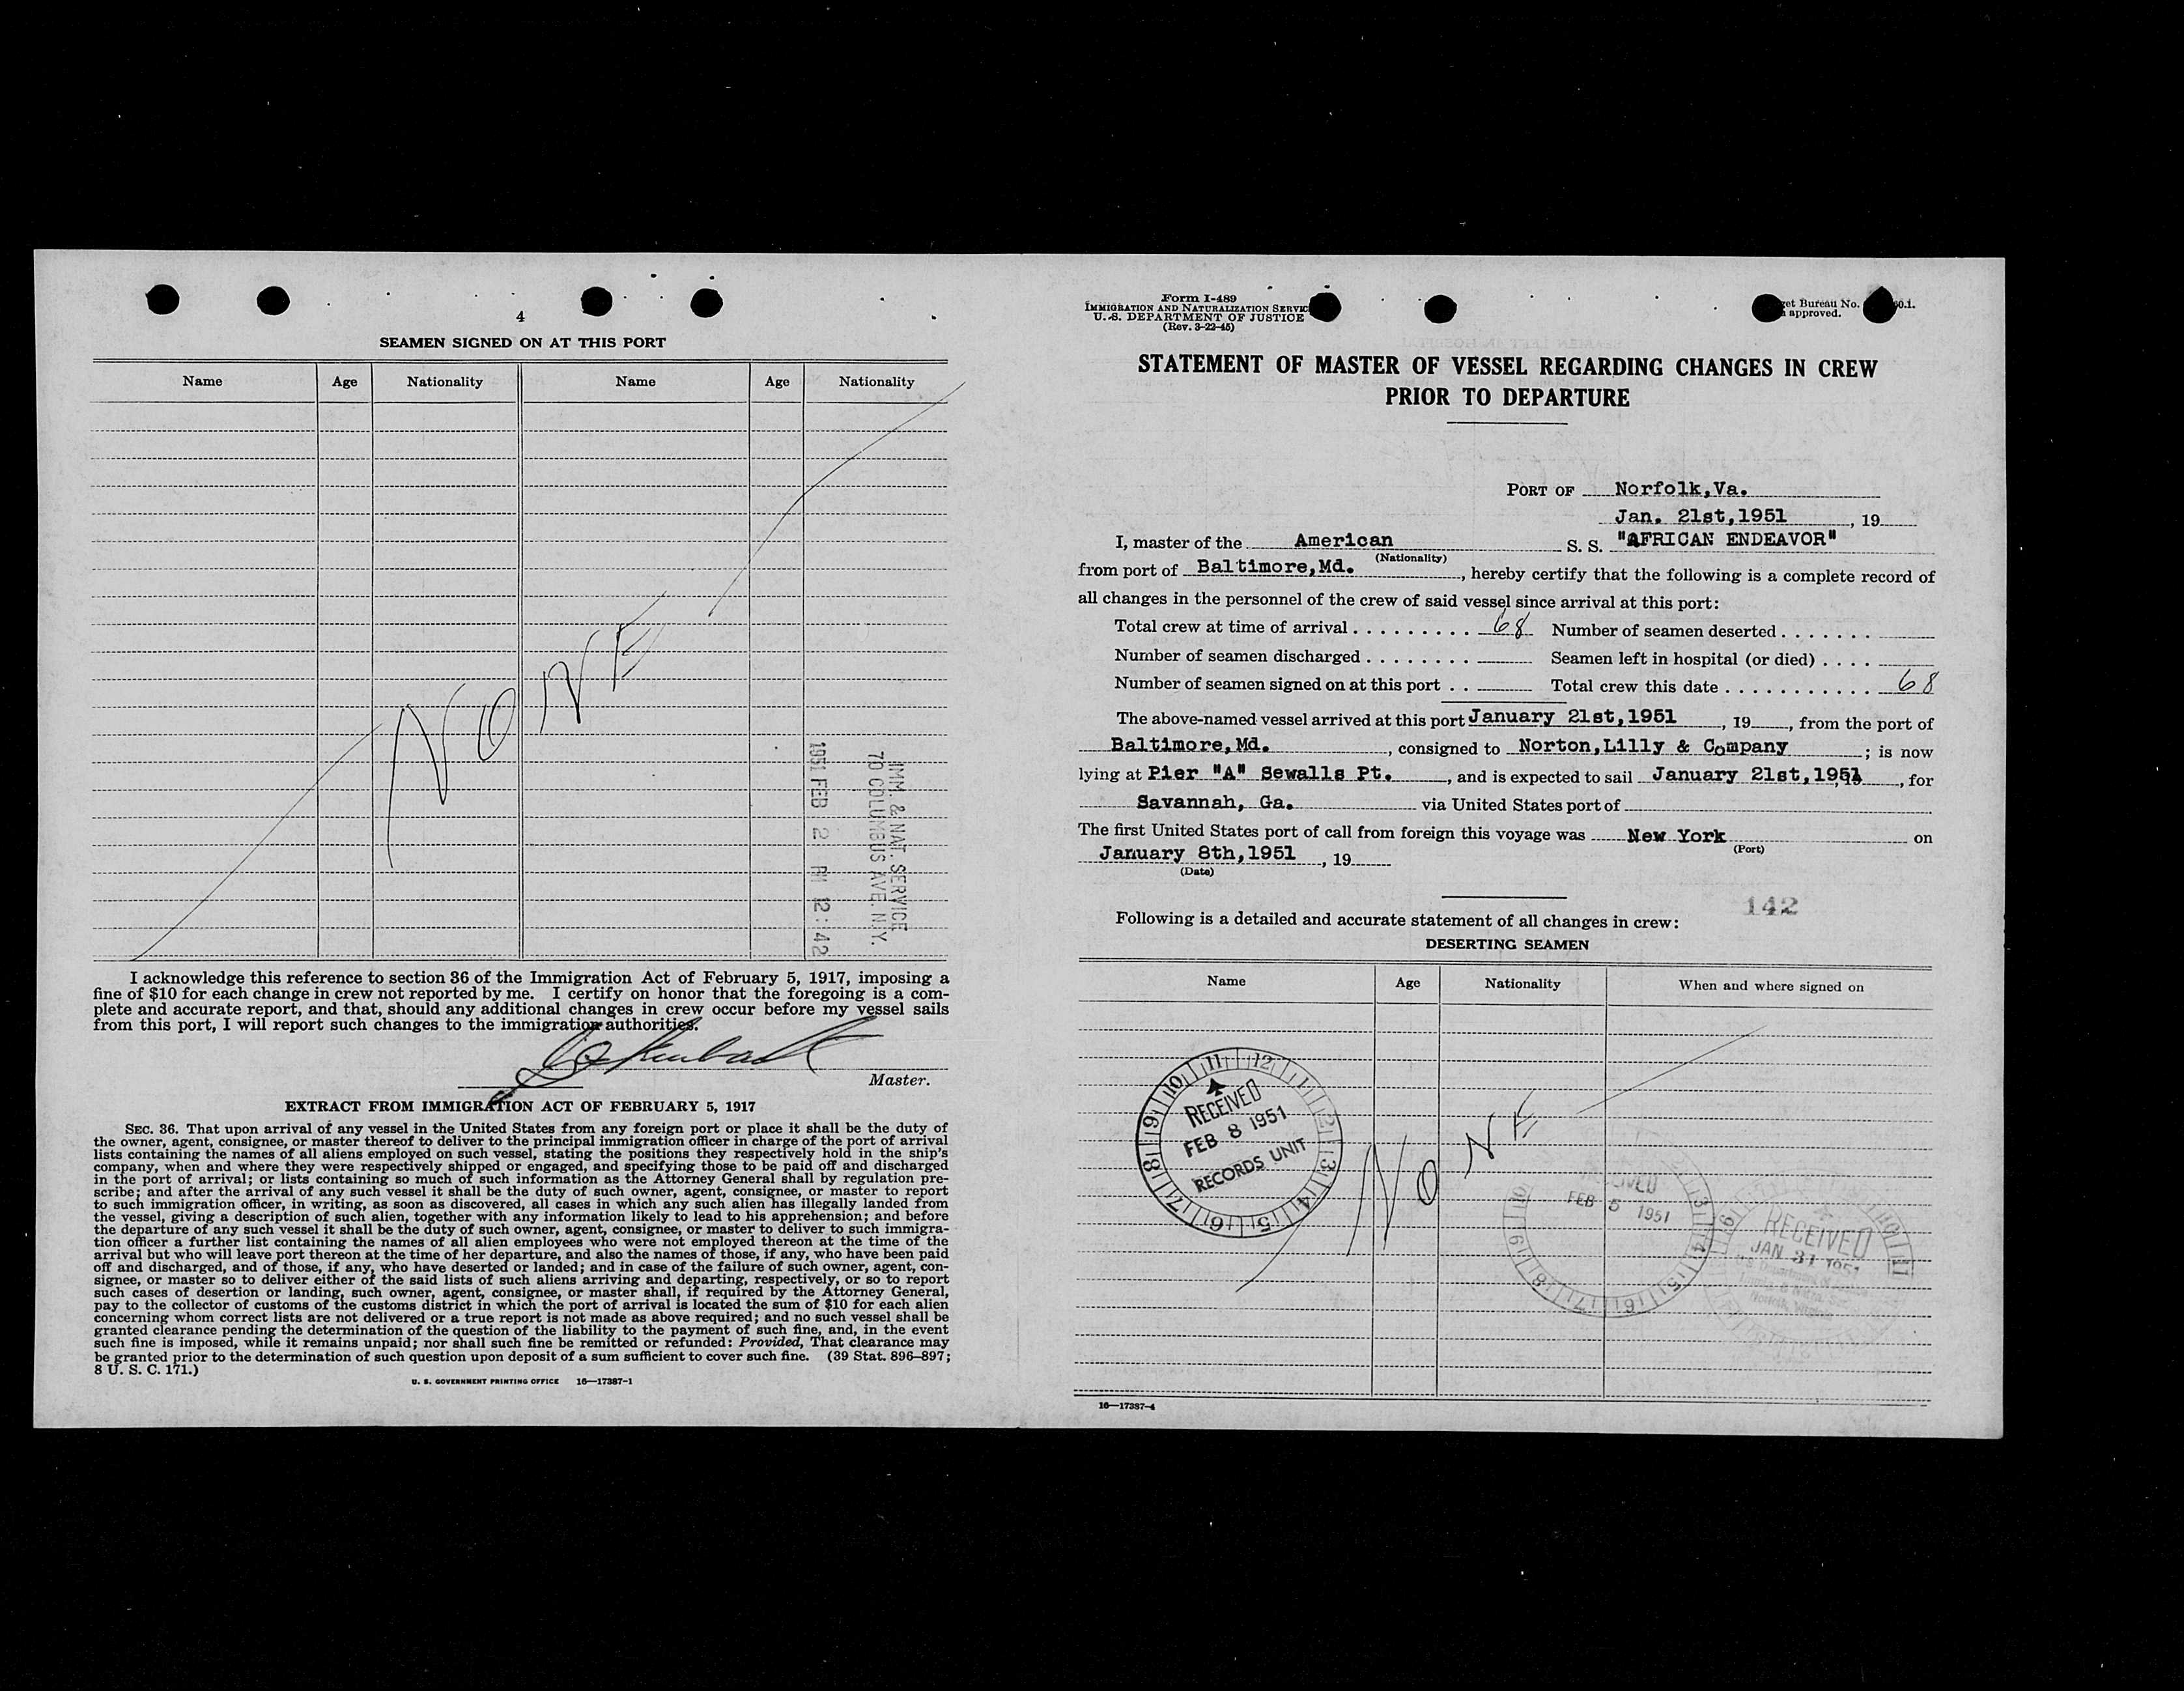 4
SEAMEN SIGNED ON AT THIS PORT
Name Age Nationality Name Age Nationality
NONE
1951 FEB 2 PM 12:42
IMM. & NAT. SERVICE
70 COLUMBUS AVE. N.Y.
I acknowledge this reference to section 36 of the Immigration Act of February 5, 1917, imposing a
fine of $10 for each change in crew not reported by me. I certify on honor that the foregoing is a com-
plete and accurate report, and that, should any additional changes in crew occur before my vessel sails
from this port, I will report such changes to the immigration authorities.
Master.
EXTRACT FROM IMMIGRATION ACT OF FEBRUARY 5, 1917
SEC. 36. That upon arrival of any vessel in the United States from any foreign port or place it shall be the duty of
the owner, agent, consignee, or master thereof to deliver to the principal immigration officer in charge of the port of arrival
lists containing the names of all aliens employed on such vessel, stating the positions they respectively hold in the ship's
company, when and where they were respectively shipped or engaged, and specifying those to be paid off and discharged
in the port of arrival; or lists containing so much of such information as the Attorney General shall by regulation pre-
scribe; and after the arrival of any such vessel it shall be the duty of such owner, agent, consignee, or master to report
to such immigration officer, in writing, as soon as discovered, all cases in which any such alien has illegally landed from
the vessel, giving a description of such alien, together with any information likely to lead to his apprehension; and before
the departure of any such vessel it shall be the duty of such owner, agent, consignee, or master to deliver to such immigra-
tion officer a further list containing the names of all alien employees who were not employed thereon at the time of the
arrival but who will leave port thereon at the time of her departure, and also the names of those, if any, who have been paid
off and discharged, and of those, if any, who have deserted or landed; and in case of the failure of such owner, agent, con-
signee, or master so to deliver either of the said lists of such aliens arriving and departing, respectively, or so to report
such cases of desertion or landing, such owner, agent, consignee, or master shall, if required by the Attorney General,
pay to the collector of customs of the customs district in which the port of arrival is located the sum of $10 for each alien
concerning whom correct lists are not delivered or a true report is not made as above required; and no such vessel shall be
granted clearance pending the determination of the question of the liability to the payment of such fine, and, in the event
such fine is imposed, while it remains unpaid; nor shall such fine be remitted or refunded: Provided, That clearance may
be granted prior to the determination of such question upon deposit of a sum sufficient to cover such fine. (39 Stat. 896–897;
8 U. S. C. 171.)
U. S. GOVERNMENT PRINTING OFFICE 16—17387-1
Form I-489
IMMIGRATION AND NATURALIZATION SERVIC
U. S. DEPARTMENT OF JUSTICE
(Rev. 3-22-45)
get Bureau No. 60.1.
approved.
STATEMENT OF MASTER OF VESSEL REGARDING CHANGES IN CREW
PRIOR TO DEPARTURE
PORT OF Norfolk,Va.
Jan. 21st,1951, 19
I, master of the American S. S. "AFRICAN ENDEAVOR"
(Nationality)
from port of Baltimore,Md., hereby certify that the following is a complete record of
all changes in the personnel of the crew of said vessel since arrival at this port:
Total crew at time of arrival . . . . . . . . . 68 Number of seamen deserted . . . . . . .
Number of seamen discharged . . . . . . . . Seamen left in hospital (or died) . . . .
Number of seamen signed on at this port . . Total crew this date . . . . . . . . . . . 68
The above-named vessel arrived at this port January 21st,1951, 19, from the port of
Baltimore,Md., consigned to Norton,Lilly & Company; is now
lying at Pier "A" Sewalls Pt., and is expected to sail January 21st,1951, for
Savannah, Ga. via United States port of
The first United States port of call from foreign this voyage was New York on
(Port)
January 8th,1951, 19
(Date)
142
Following is a detailed and accurate statement of all changes in crew:
DESERTING SEAMEN
Name Age Nationality When and where signed on
NONE
RECEIVED
FEB 8 1951
RECORDS UNIT
FEB 5 1951
RECEIVED
JAN 31 1951
16—17387-4